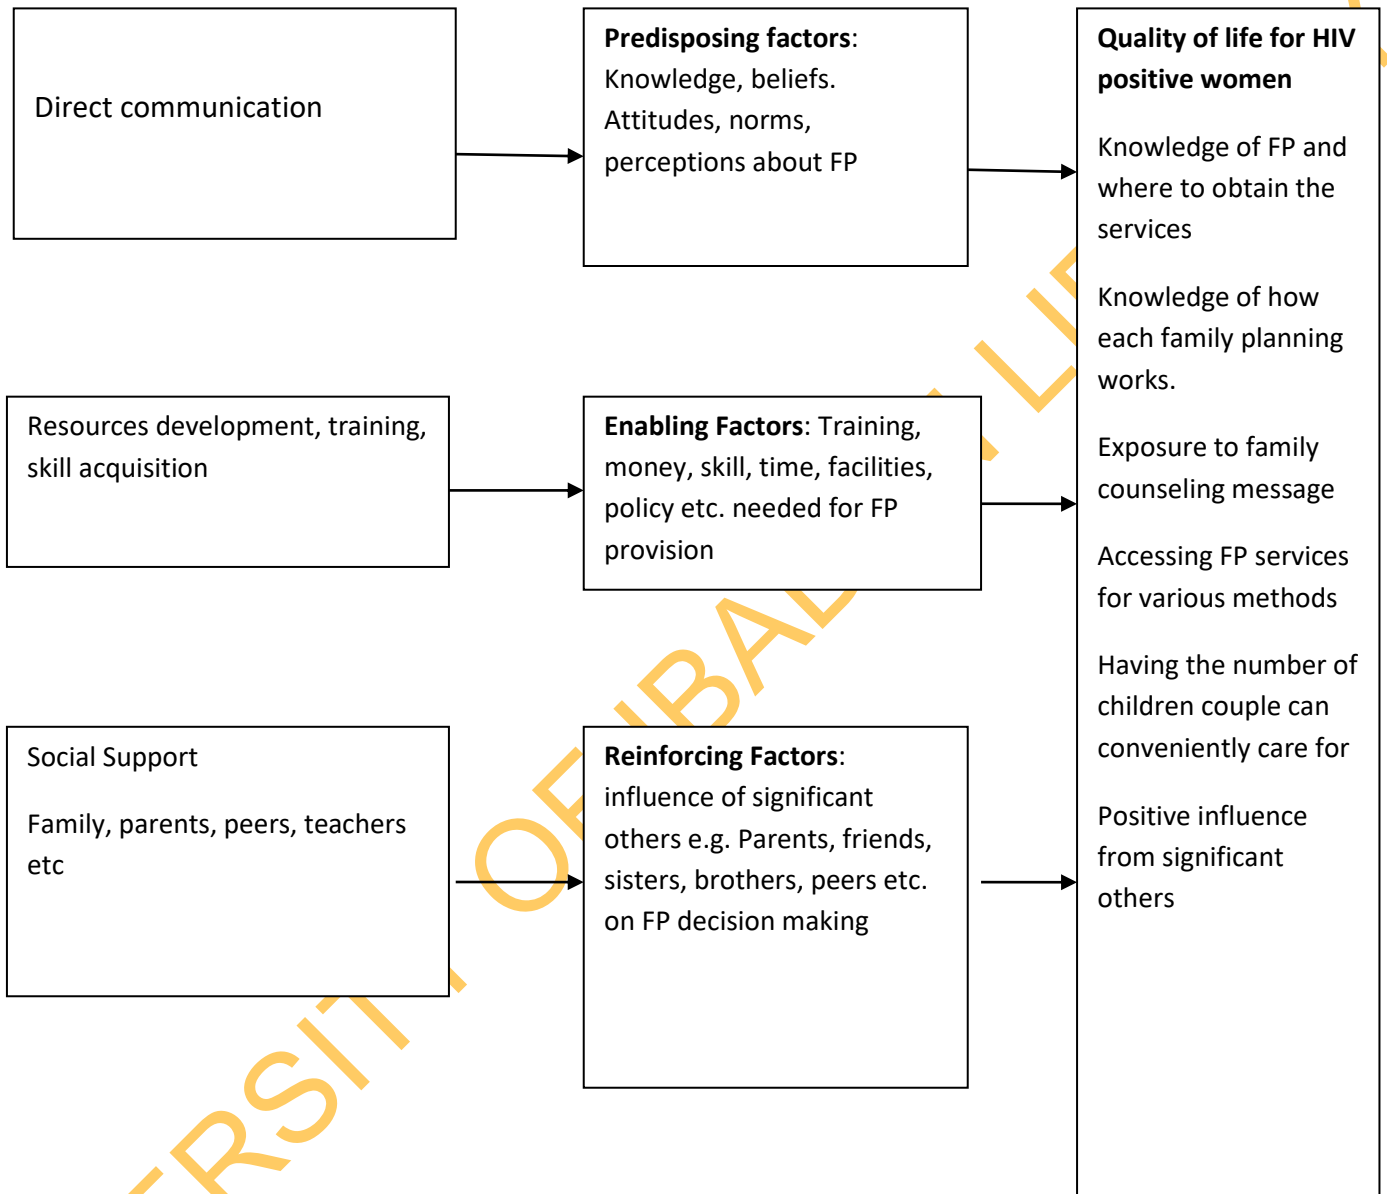 Direct communication
Predisposing factors:
Knowledge, beliefs.
Attitudes, norms,
perceptions about FP
Quality of life for HIV
positive women
Knowledge of FP and
where to obtain the
services
Knowledge of how
each family planning
works.
Exposure to family
counseling message
Accessing FP services
for various methods
Having the number of
children couple can
conveniently care for
Positive influence
from significant
others
Resources development, training,
skill acquisition
Enabling Factors: Training,
money, skill, time, facilities,
policy etc. needed for FP
provision
Social Support
Family, parents, peers, teachers
etc
Reinforcing Factors:
influence of significant
others e.g. Parents, friends,
sisters, brothers, peers etc.
on FP decision making